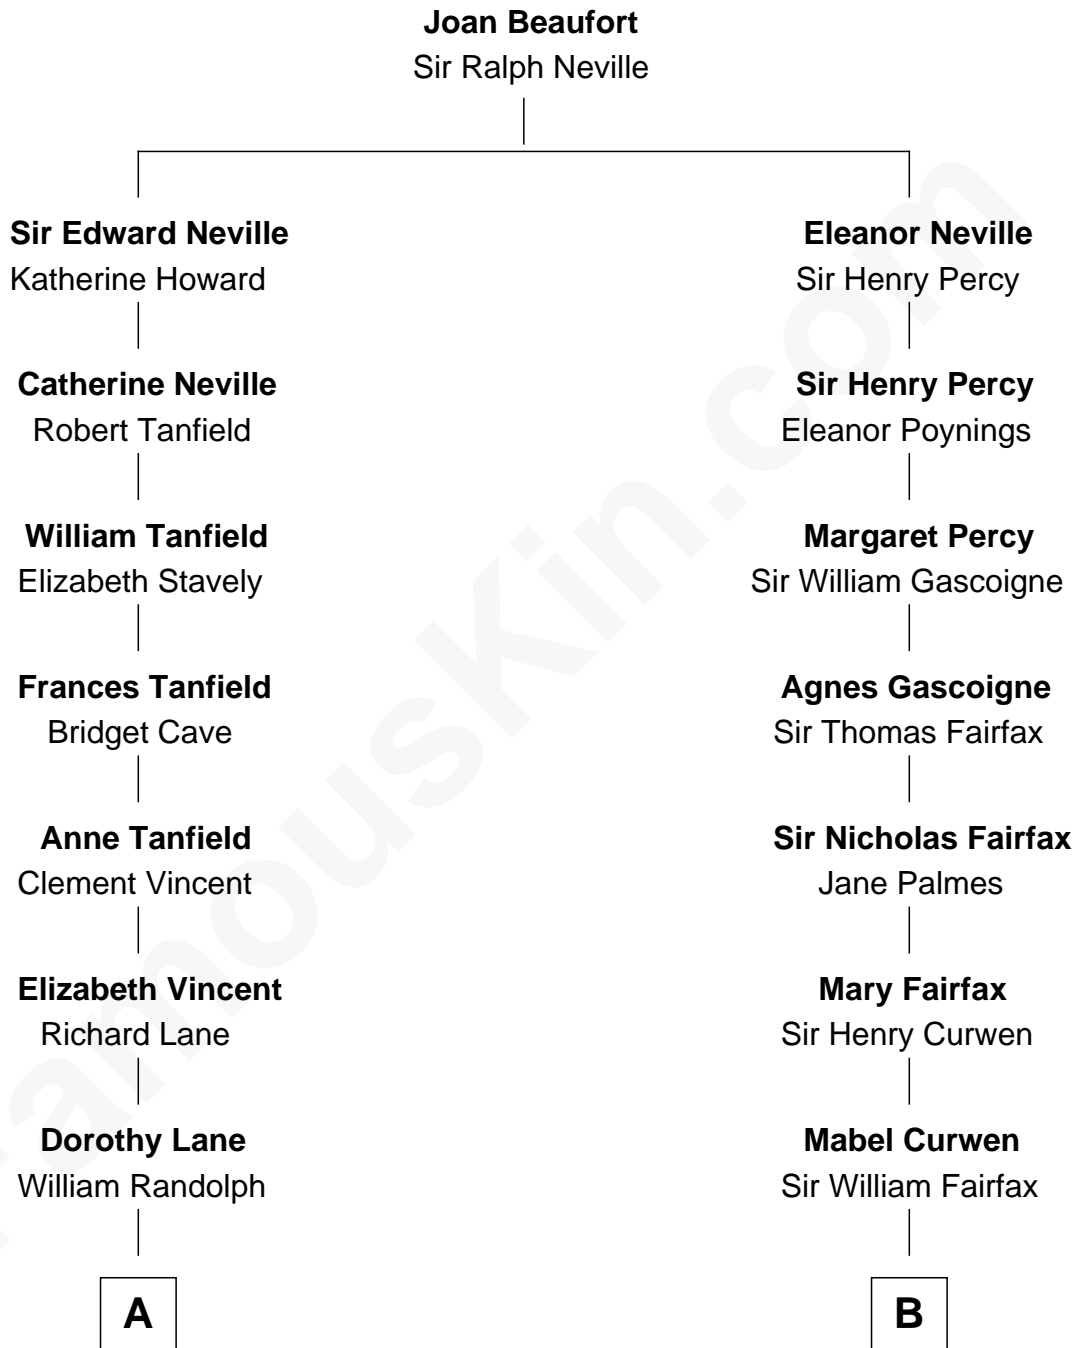 Joan Beaufort
Sir Ralph Neville
Sir Edward Neville
Katherine Howard
Eleanor Neville
Sir Henry Percy
Catherine Neville
Robert Tanfield
Sir Henry Percy
Eleanor Poynings
William Tanfield
Elizabeth Stavely
Margaret Percy
Sir William Gascoigne
Frances Tanfield
Bridget Cave
Agnes Gascoigne
Sir Thomas Fairfax
Anne Tanfield
Clement Vincent
Sir Nicholas Fairfax
Jane Palmes
Elizabeth Vincent
Richard Lane
Mary Fairfax
Sir Henry Curwen
Dorothy Lane
William Randolph
Mabel Curwen
Sir William Fairfax
A
B
FamousKin.com